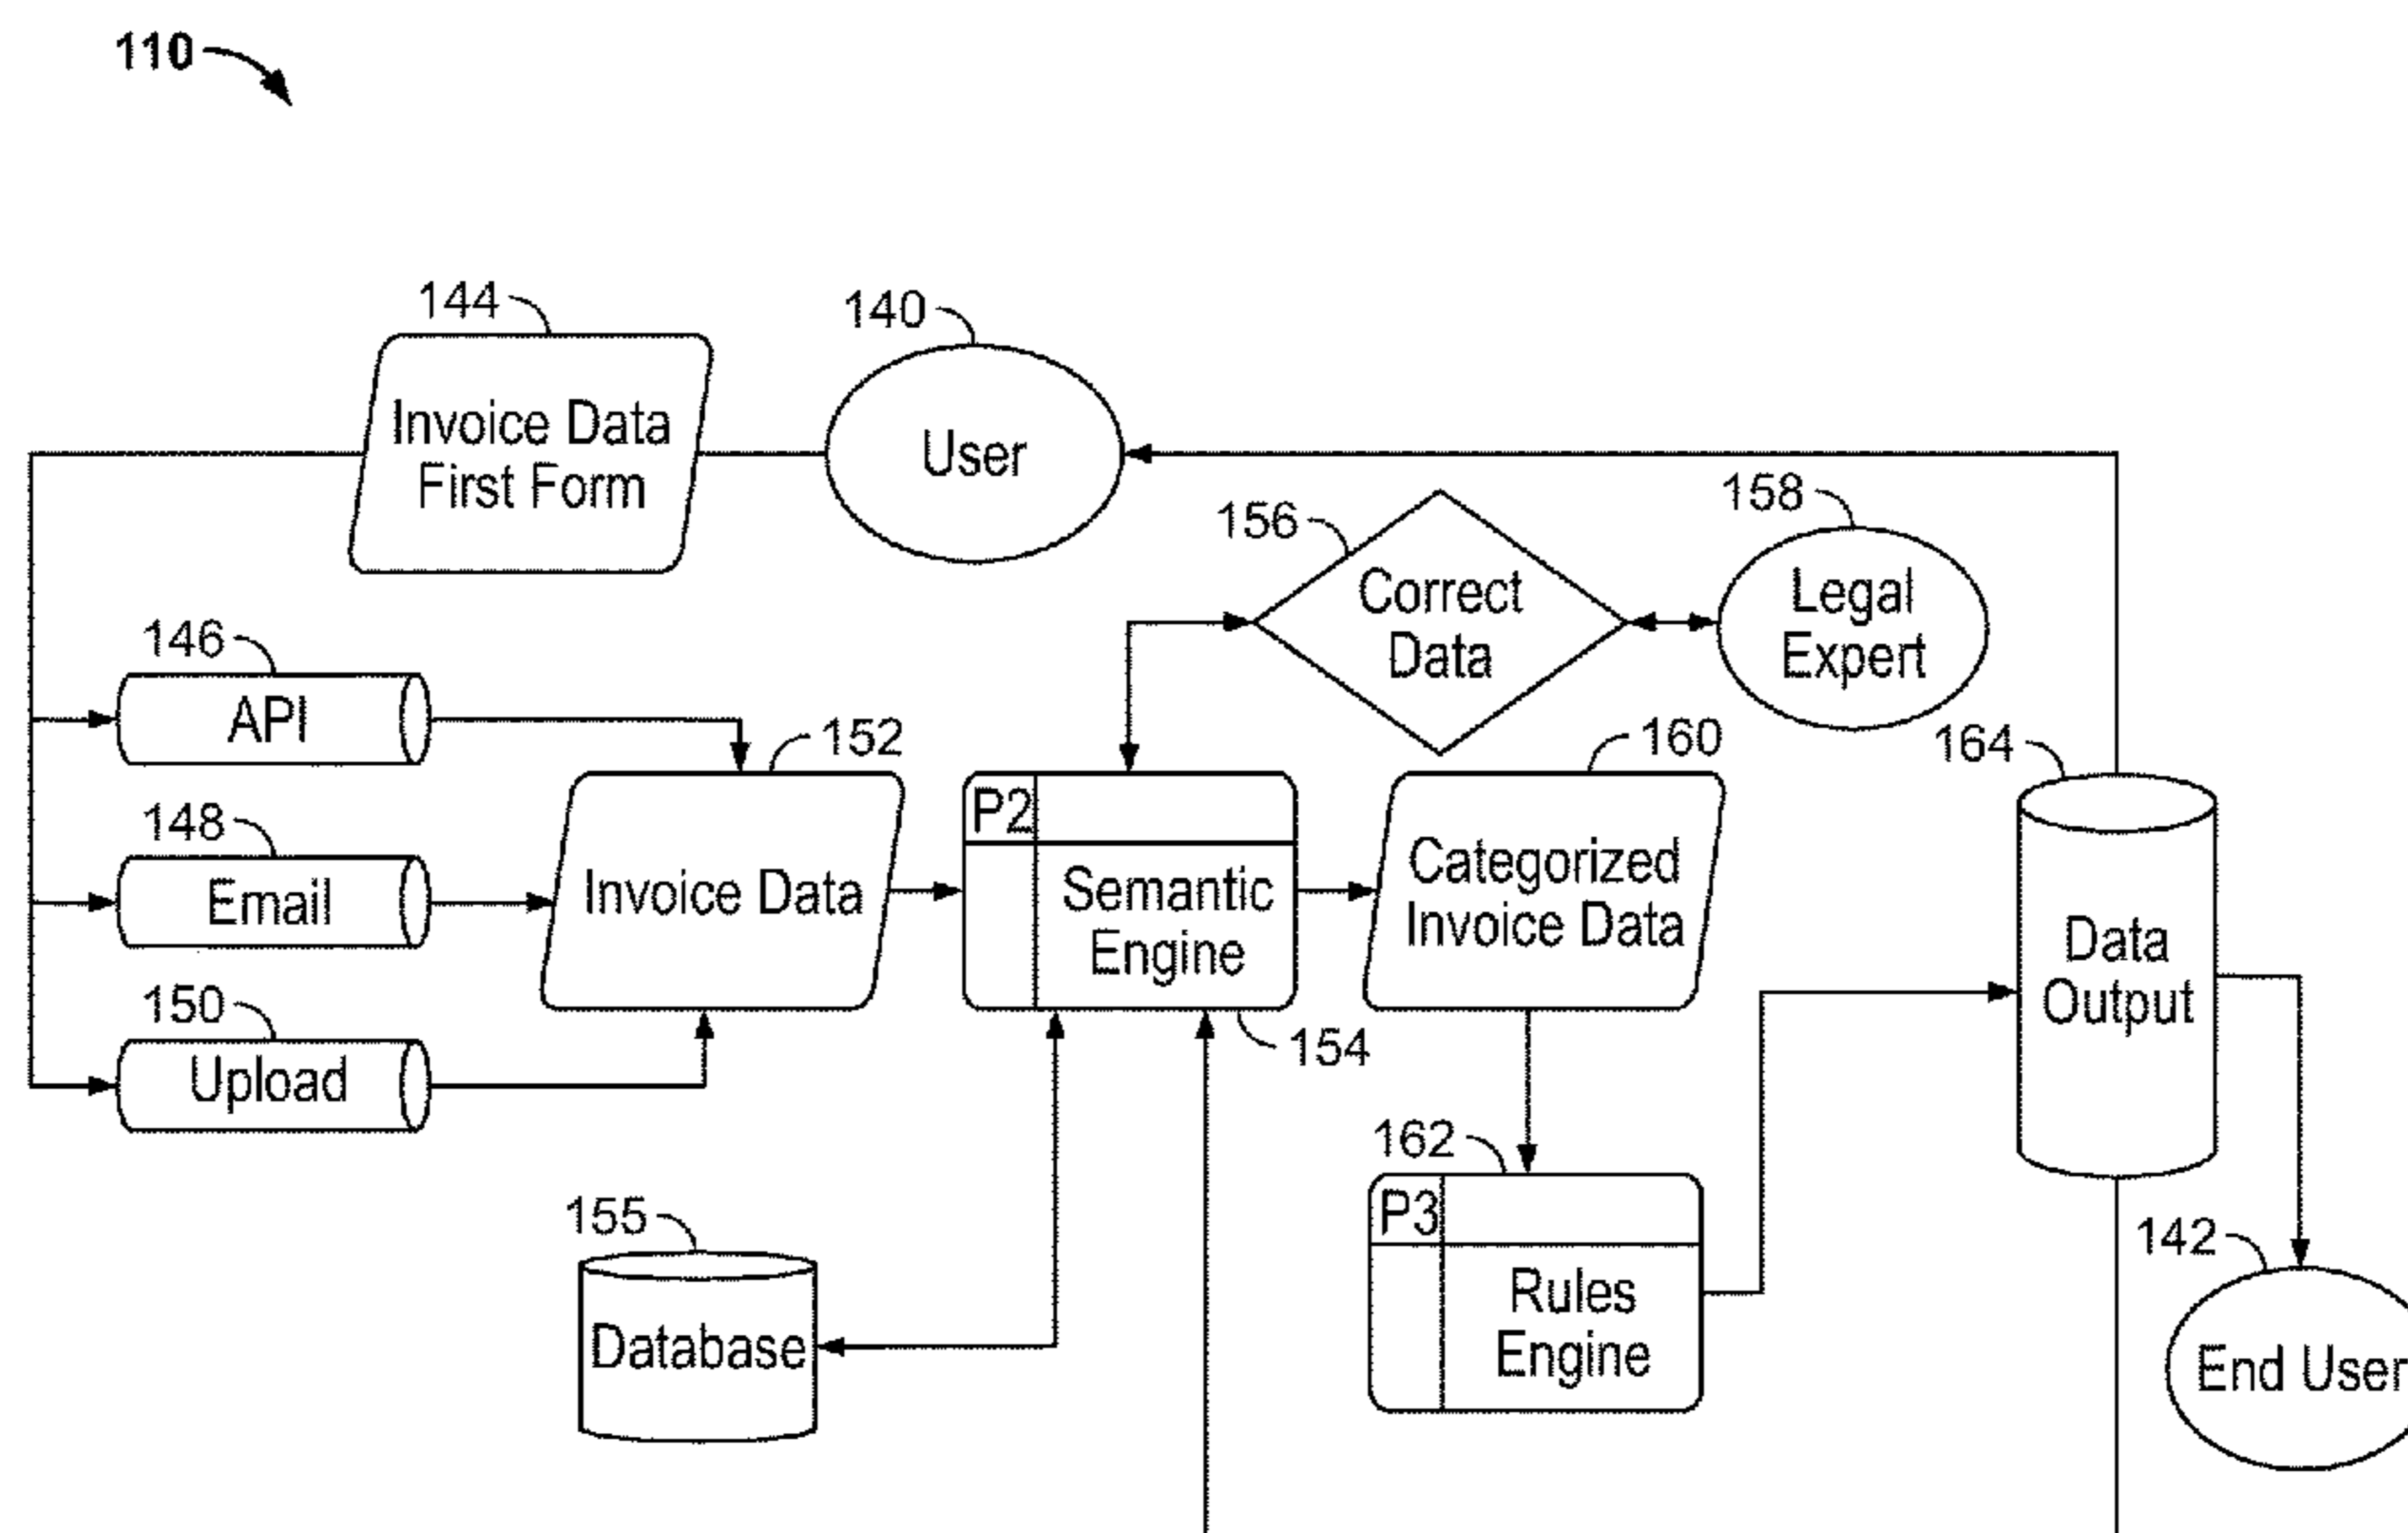 110
144
140
Invoice Data
First Form
User
158
156
Correct
Data
Legal
Expert
146
API
152
160
164
148
Email
Invoice Data
P2
Semantic
Engine
Categorized
Invoice Data
Data
Output
150
Upload
154
162
155
P3
142
Database
Rules
Engine
End User